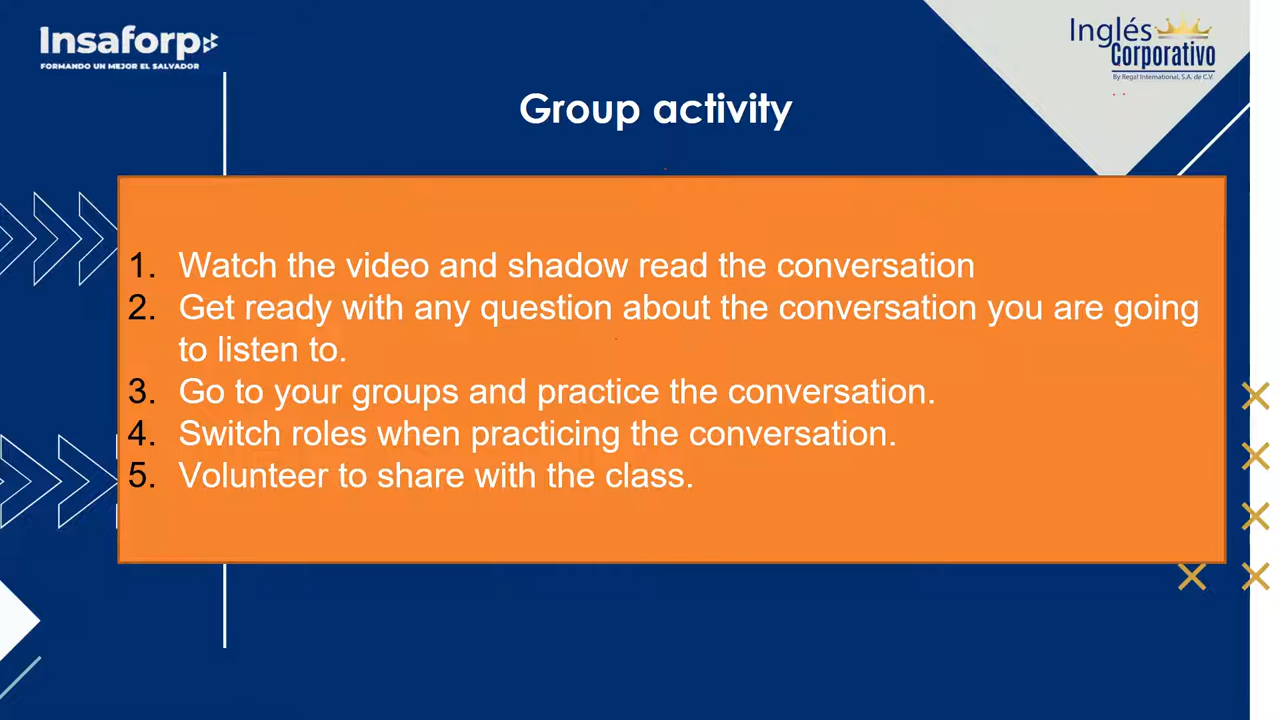 Insaforp
FORMANDO UN MEJOR EL SALVADOR
Inglés
Corporativo
By Regal International, S.A. de C.V.
Group activity
1. Watch the video and shadow read the conversation
2. Get ready with any question about the conversation you are going
to listen to.
3. Go to your groups and practice the conversation.
4. Switch roles when practicing the conversation.
5. Volunteer to share with the class.